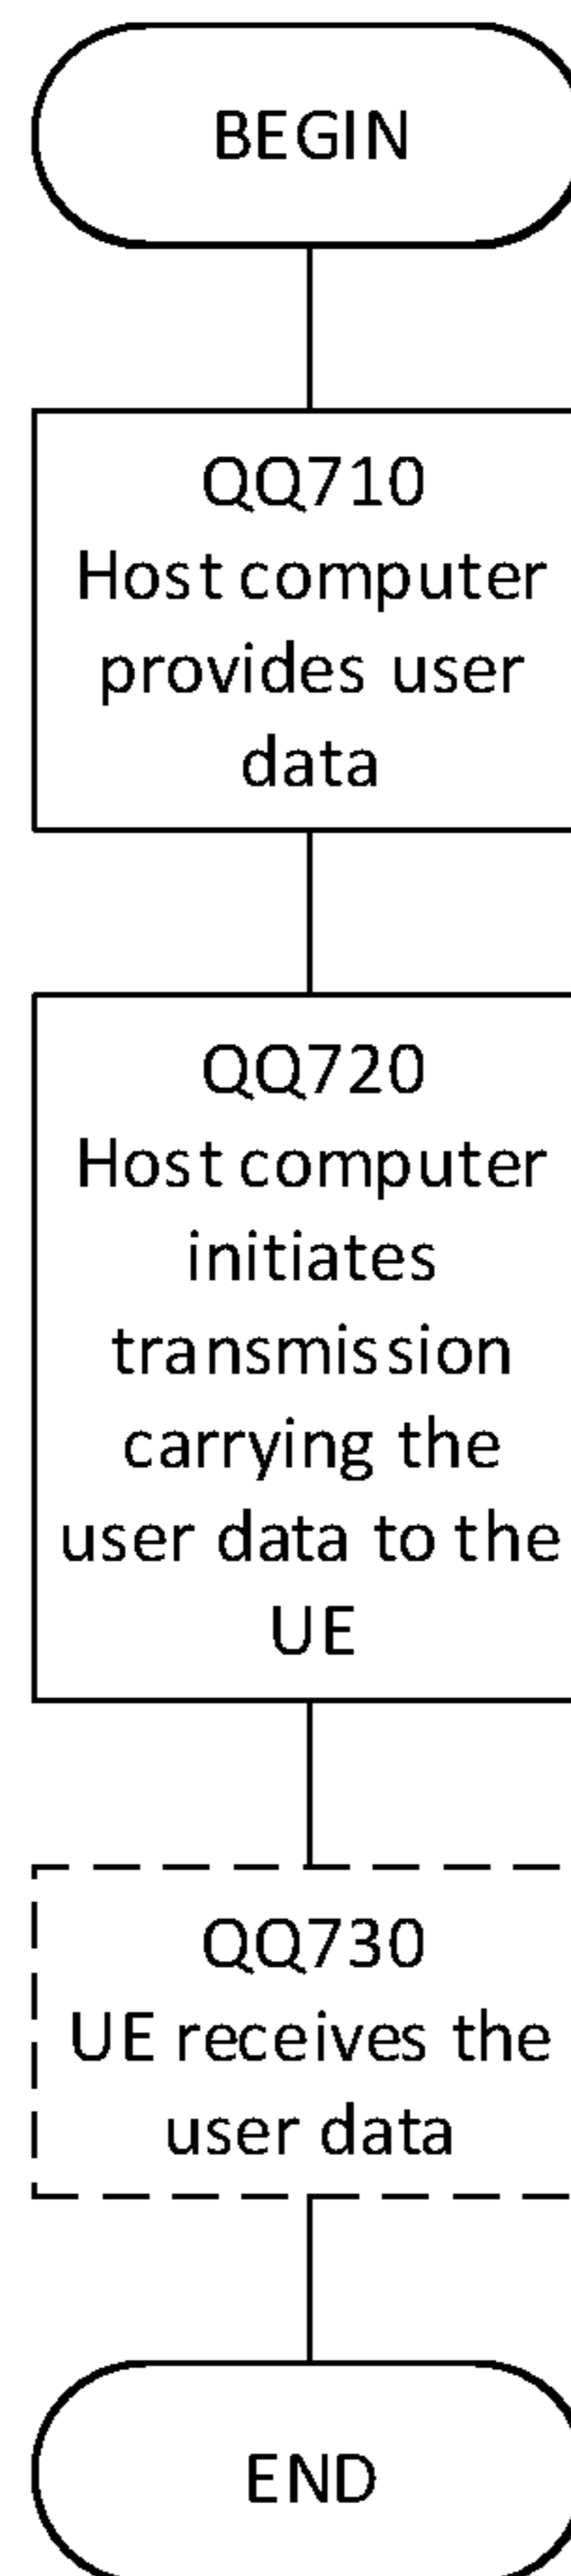 BEGIN
QQ710
Host computer
provides user
data
QQ720
Host computer
initiates
transmission
carrying the
user data to the
UE
QQ730
UE receives the
user data
END